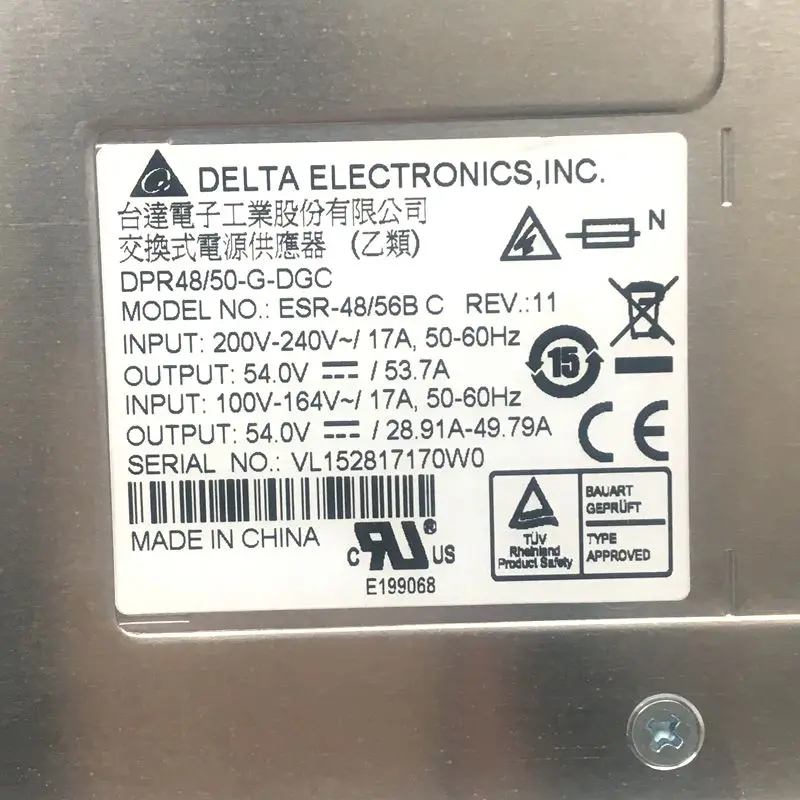 DELTA ELECTRONICS,INC.
台達電子工業股份有限公司
交換式電源供應器 (乙類)
N
DPR48/50-G-DGC
MODEL NO.: ESR-48/56B C REV.:11
INPUT: 200V-240V~/ 17A, 50-60Hz
OUTPUT: 54.0V ⎓ / 53.7A
INPUT: 100V-164V~/ 17A, 50-60Hz
OUTPUT: 54.0V ⎓ / 28.91A-49.79A
15
CE
SERIAL NO.: VL152817170W0
MADE IN CHINA
C RU® US
E199068
TÜV
Rheinland
Product Safety
BAUART
GEPRÜFT
TYPE
APPROVED